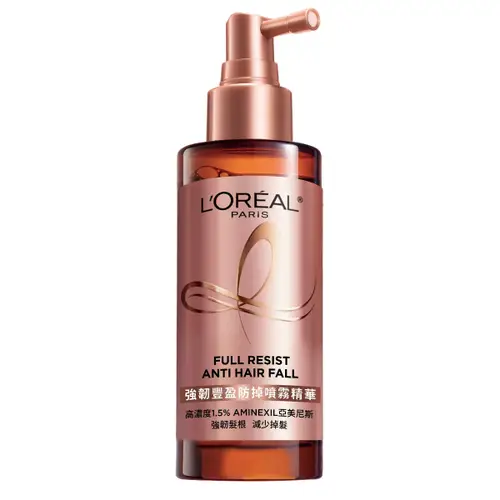 L'ORÉAL®
PARIS
FULL RESIST
ANTI HAIR FALL
強韌豐盈防掉噴霧精華
高濃度1.5% AMINEXIL亞美尼斯
強韌髮根 減少掉髮